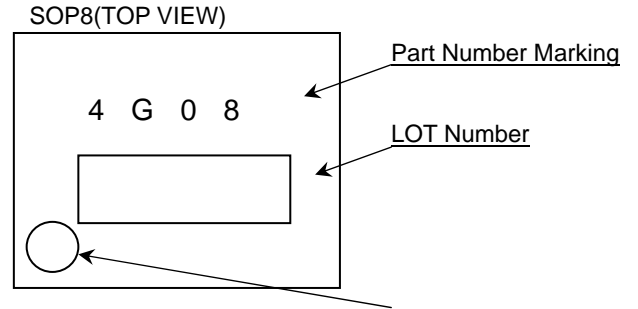 SOP8(TOP VIEW)
Part Number Marking
4 G 0 8
LOT Number